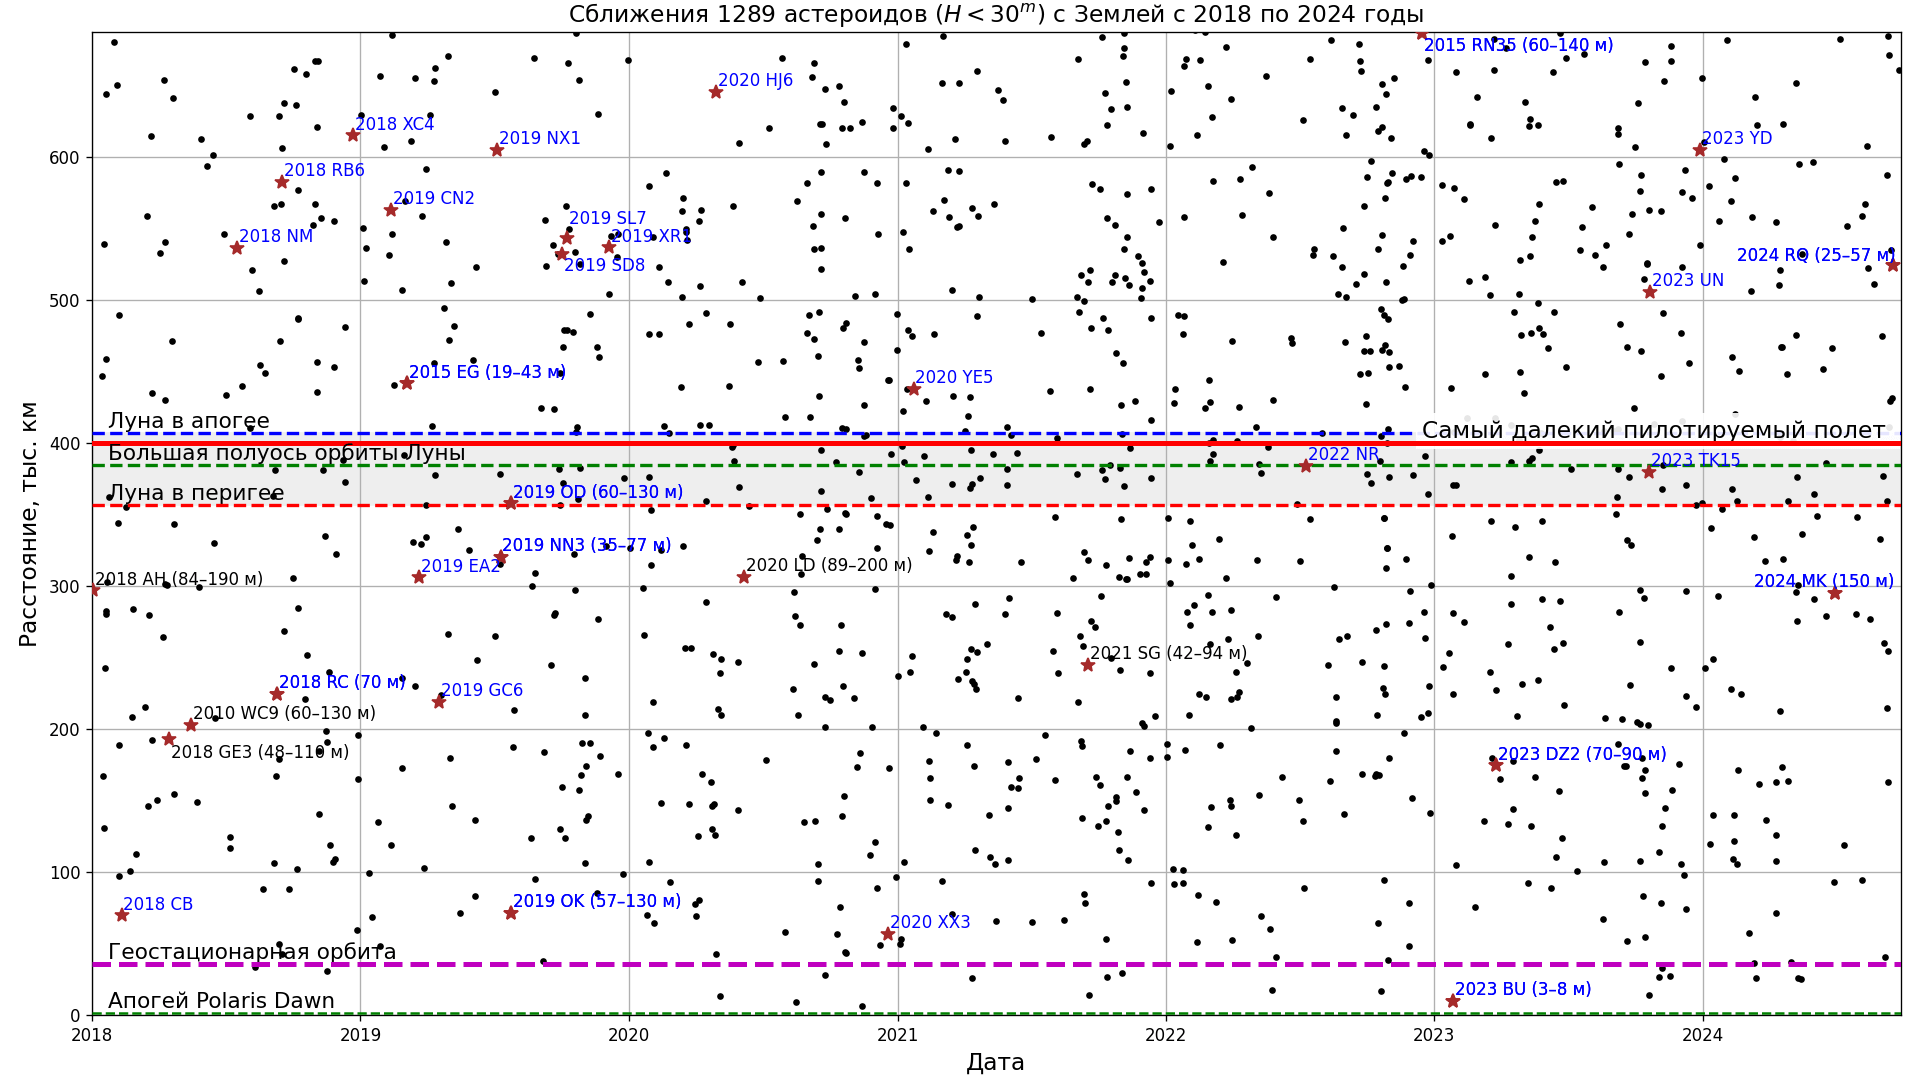 Сближения 1289 астероидов (H < 30^m) с Землей с 2018 по 2024 годы
Расстояние, тыс. км
600
500
400
300
200
100
0
2015 RN35 (60–140 м)
2020 HJ6
2018 XC4
2019 NX1
2023 YD
2018 RB6
2019 CN2
2019 SL7
2018 NM
2019 XR2
2019 SD8
2024 RQ (25–57 м)
2023 UN
2015 EG (19–43 м)
2020 YE5
Луна в апогее
Самый далекий пилотируемый полет
Большая полуось орбиты Луны
2022 NR
2023 TK15
Луна в перигее
2019 OD (60–130 м)
2019 NN3 (35–77 м)
2019 EA2
2020 LD (89–200 м)
2018 AH (84–190 м)
2024 MK (150 м)
2021 SG (42–94 м)
2018 RC (70 м)
2019 GC6
2010 WC9 (60–130 м)
2018 GE3 (48–110 м)
2023 DZ2 (70–90 м)
2018 CB
2019 OK (57–130 м)
2020 XX3
Геостационарная орбита
2023 BU (3–8 м)
Апогей Polaris Dawn
2018
2019
2020
2021
2022
2023
2024
Дата